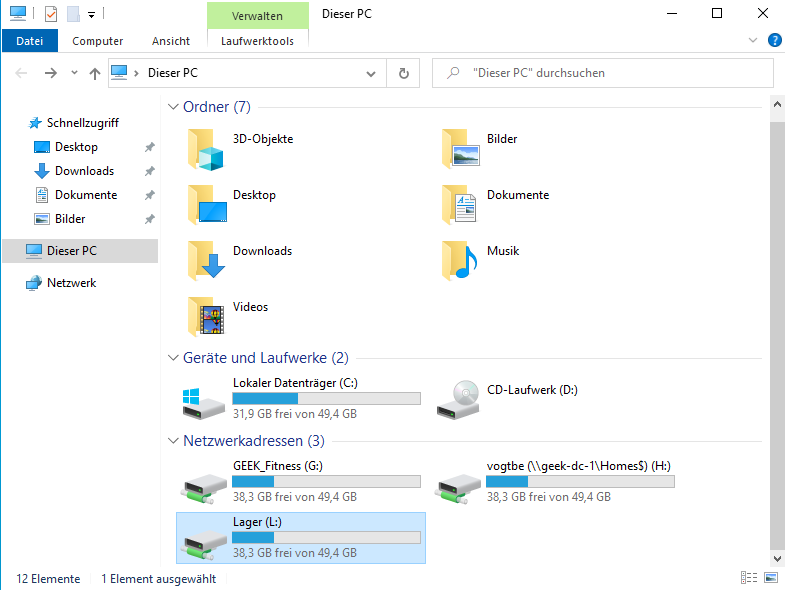 Verwalten
Dieser PC
Datei
Computer
Ansicht
Laufwerktools
Dieser PC
"Dieser PC" durchsuchen
Schnellzugriff
Desktop
Downloads
Dokumente
Bilder
Dieser PC
Netzwerk
Ordner (7)
3D-Objekte
Bilder
Desktop
Dokumente
Downloads
Musik
Videos
Geräte und Laufwerke (2)
Lokaler Datenträger (C:)
31,9 GB frei von 49,4 GB
CD-Laufwerk (D:)
Netzwerkadressen (3)
GEEK_Fitness (G:)
38,3 GB frei von 49,4 GB
vogtbe (\\geek-dc-1\Homes$) (H:)
38,3 GB frei von 49,4 GB
Lager (L:)
38,3 GB frei von 49,4 GB
12 Elemente
1 Element ausgewählt